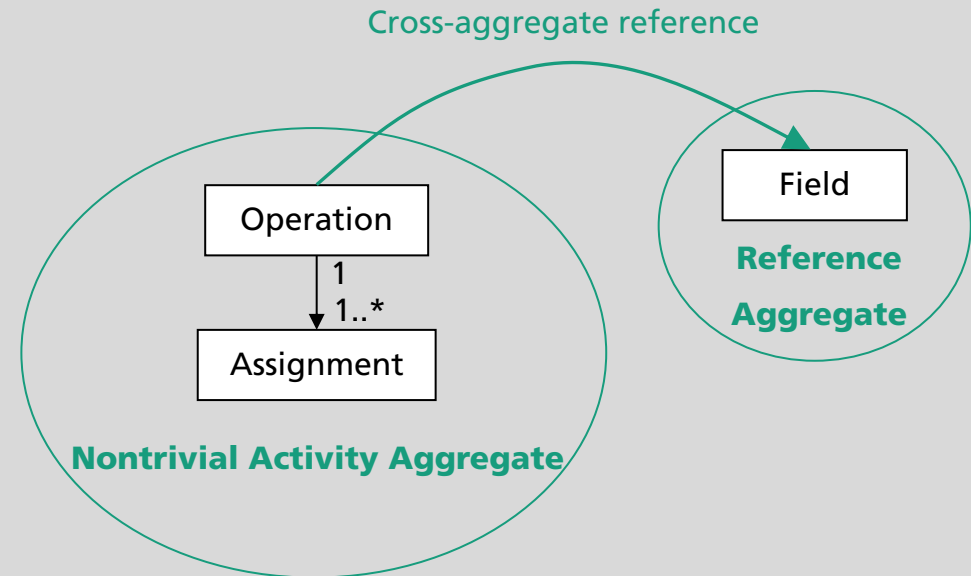 Cross-aggregate reference
Operation
1
1..*
Assignment
Nontrivial Activity Aggregate
Field
Reference
Aggregate